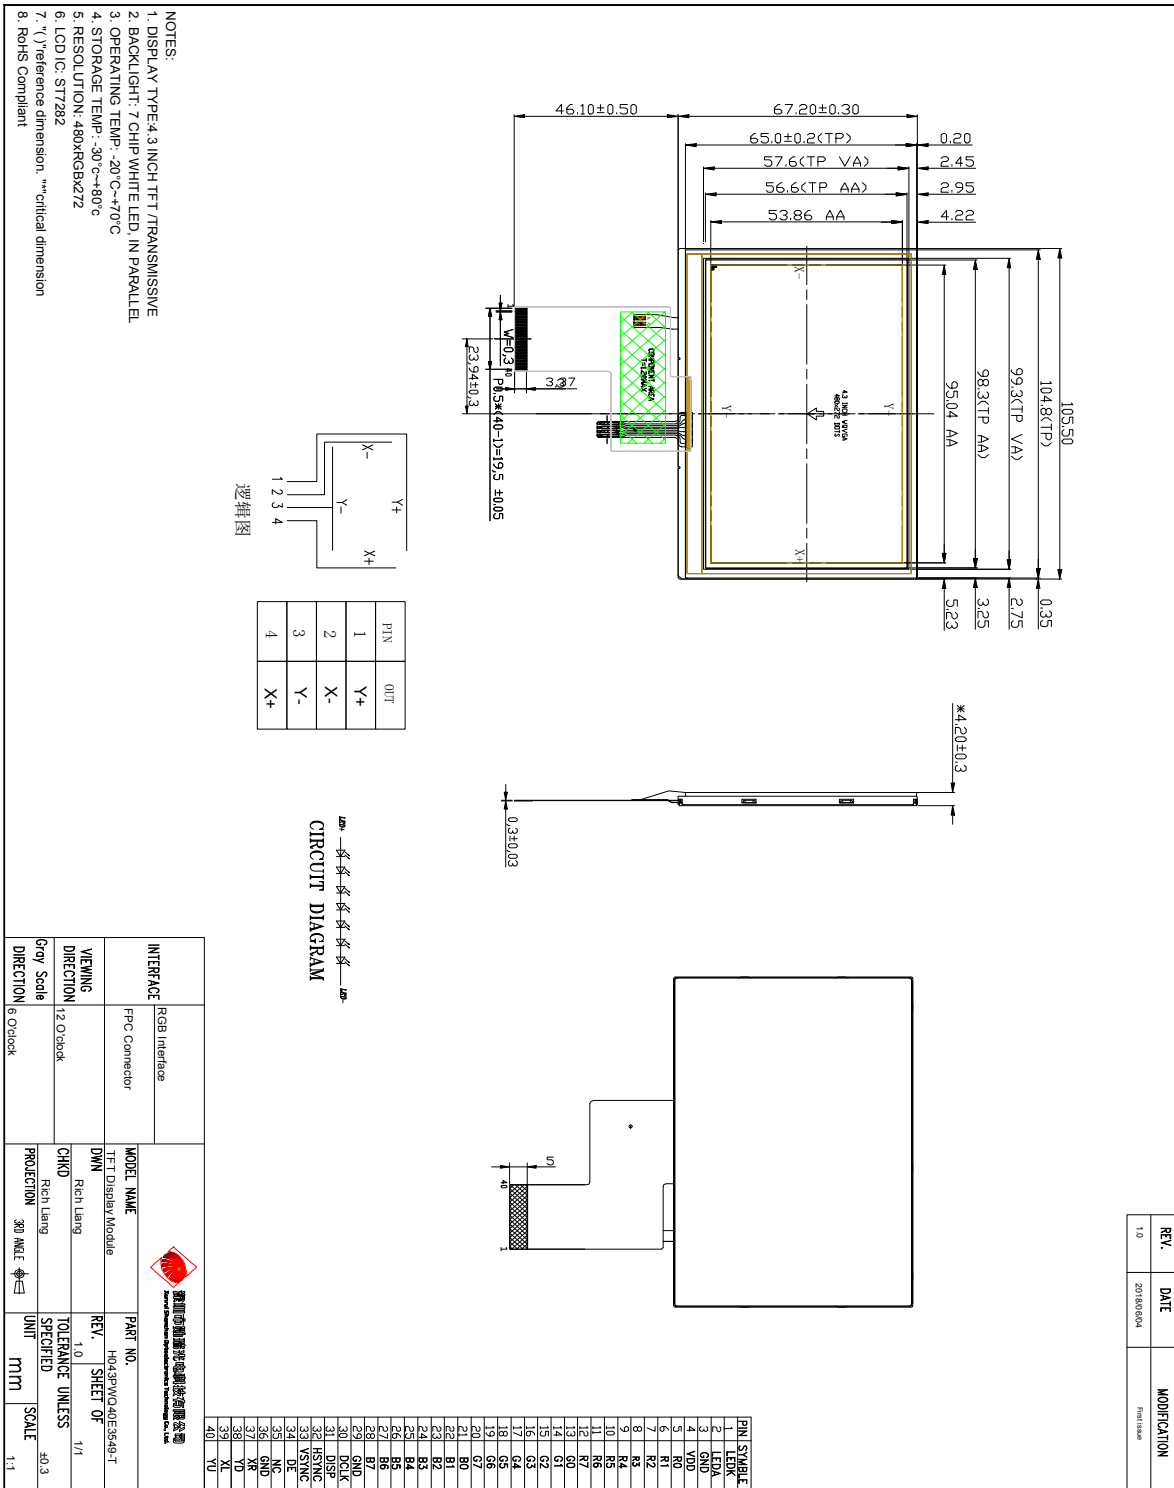 NOTES:
1. DISPLAY TYPE:4.3 INCH TFT /TRANSMISSIVE
2. BACKLIGHT: 7 CHIP WHITE LED, IN PARALLEL
3. OPERATING TEMP: -20°C~+70°C
4. STORAGE TEMP: -30°c~+80°c
5. RESOLUTION: 480xRGBx272
6. LCD IC: ST7282
7. "( )"reference dimension. "*"critical dimension
8. RoHS Compliant
46.10±0.50
67.20±0.30
65.0±0.2(TP)
0.20
57.6(TP VA)
2.45
56.6(TP AA)
2.95
53.86 AA
4.22
105.50
104.8(TP)
0.35
99.3(TP VA)
2.75
98.3(TP AA)
3.25
95.04 AA
5.23
X-
Y-
Y+
X+
4.3 INCH WQVGA
480x272 DOTS
COMPONENT AREA
1
40
W=0,3
3,37
23,94±0,3
P0.5*(40-1)=19,5 ±0.05
X-
Y+
Y-
X+
1
2
3
4
逻辑图
PIN OUT
1 Y+
2 X-
3 Y-
4 X+
*4.20±0.3
0,3±0,03
LED+
LED-
CIRCUIT DIAGRAM
5
40
1
REV. DATE MODIFICATION
1.0 2018/06/04 First issue
PIN SYMBLE
1 LEDK
2 LEDA
3 GND
4 VDD
5 R0
6 R1
7 R2
8 R3
9 R4
10 R5
11 R6
12 R7
13 G0
14 G1
15 G2
16 G3
17 G4
18 G5
19 G6
20 G7
21 B0
22 B1
23 B2
24 B3
25 B4
26 B5
27 B6
28 B7
29 GND
30 DCLK
31 DISP
32 HSYNC
33 VSYNC
34 DE
35 NC
36 GND
37 XR
38 YD
39 XL
40 YU
INTERFACE
RGB Interface
FPC Connector
VIEWING DIRECTION
12 O'clock
Gray Scale DIRECTION
6 O'clock
MODEL NAME
TFT Display Module
PART NO.
H043PWQ40E3549-T
DWN
Rich Liang
REV.
1.0
SHEET OF
1/1
CHKD
Rich Liang
TOLERANCE UNLESS SPECIFIED
±0.3
PROJECTION
3RD ANGLE
UNIT
mm
SCALE
1:1